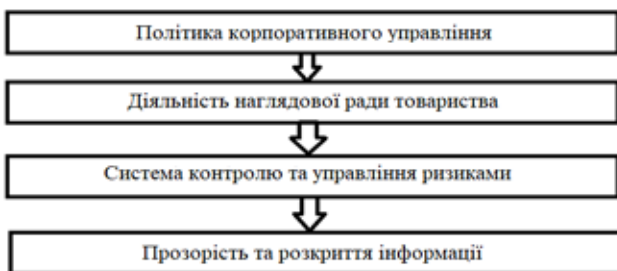 Політика корпоративного управління
Діяльність наглядової ради товариства
Система контролю та управління ризиками
Прозорість та розкриття інформації